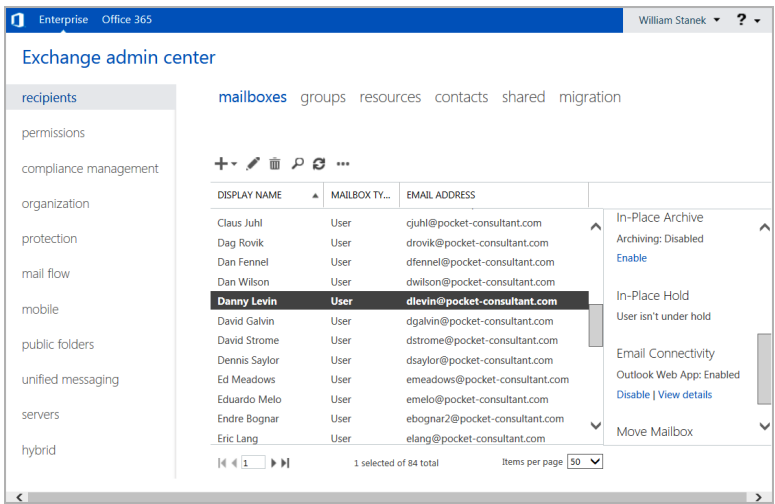 Enterprise Office 365 William Stanek ?
Exchange admin center
recipients
permissions
compliance management
organization
protection
mail flow
mobile
public folders
unified messaging
servers
hybrid
mailboxes groups resources contacts shared migration
DISPLAY NAME MAILBOX TY... EMAIL ADDRESS
Claus Juhl User cjuhl@pocket-consultant.com
Dag Rovik User drovik@pocket-consultant.com
Dan Fennel User dfennel@pocket-consultant.com
Dan Wilson User dwilson@pocket-consultant.com
Danny Levin User dlevin@pocket-consultant.com
David Galvin User dgalvin@pocket-consultant.com
David Strome User dstrome@pocket-consultant.com
Dennis Saylor User dsaylor@pocket-consultant.com
Ed Meadows User emeadows@pocket-consultant.com
Eduardo Melo User emelo@pocket-consultant.com
Endre Bognar User ebognar2@pocket-consultant.com
Eric Lang User elang@pocket-consultant.com
1 1 selected of 84 total Items per page 50
In-Place Archive
Archiving: Disabled
Enable
In-Place Hold
User isn't under hold
Email Connectivity
Outlook Web App: Enabled
Disable | View details
Move Mailbox